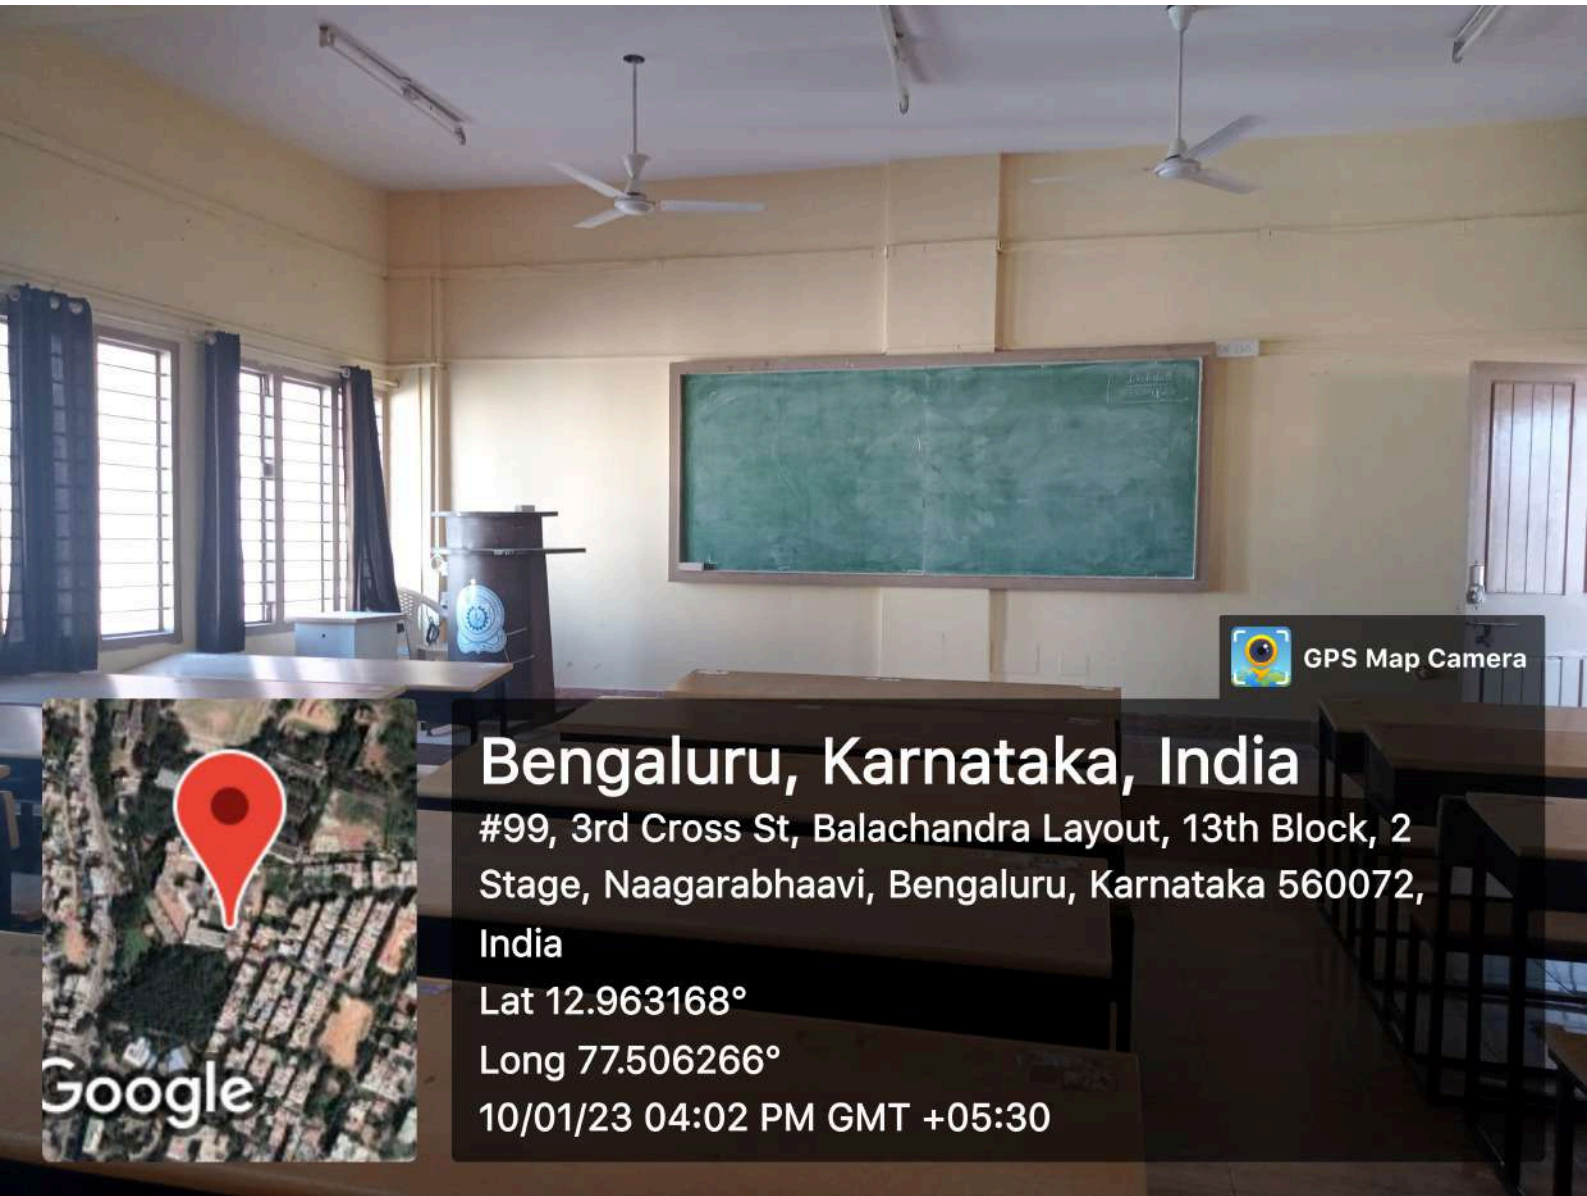 GPS Map Camera
Bengaluru, Karnataka, India
#99, 3rd Cross St, Balachandra Layout, 13th Block, 2
Stage, Naagarabhaavi, Bengaluru, Karnataka 560072,
India
Lat 12.963168°
Long 77.506266°
10/01/23 04:02 PM GMT +05:30
Google